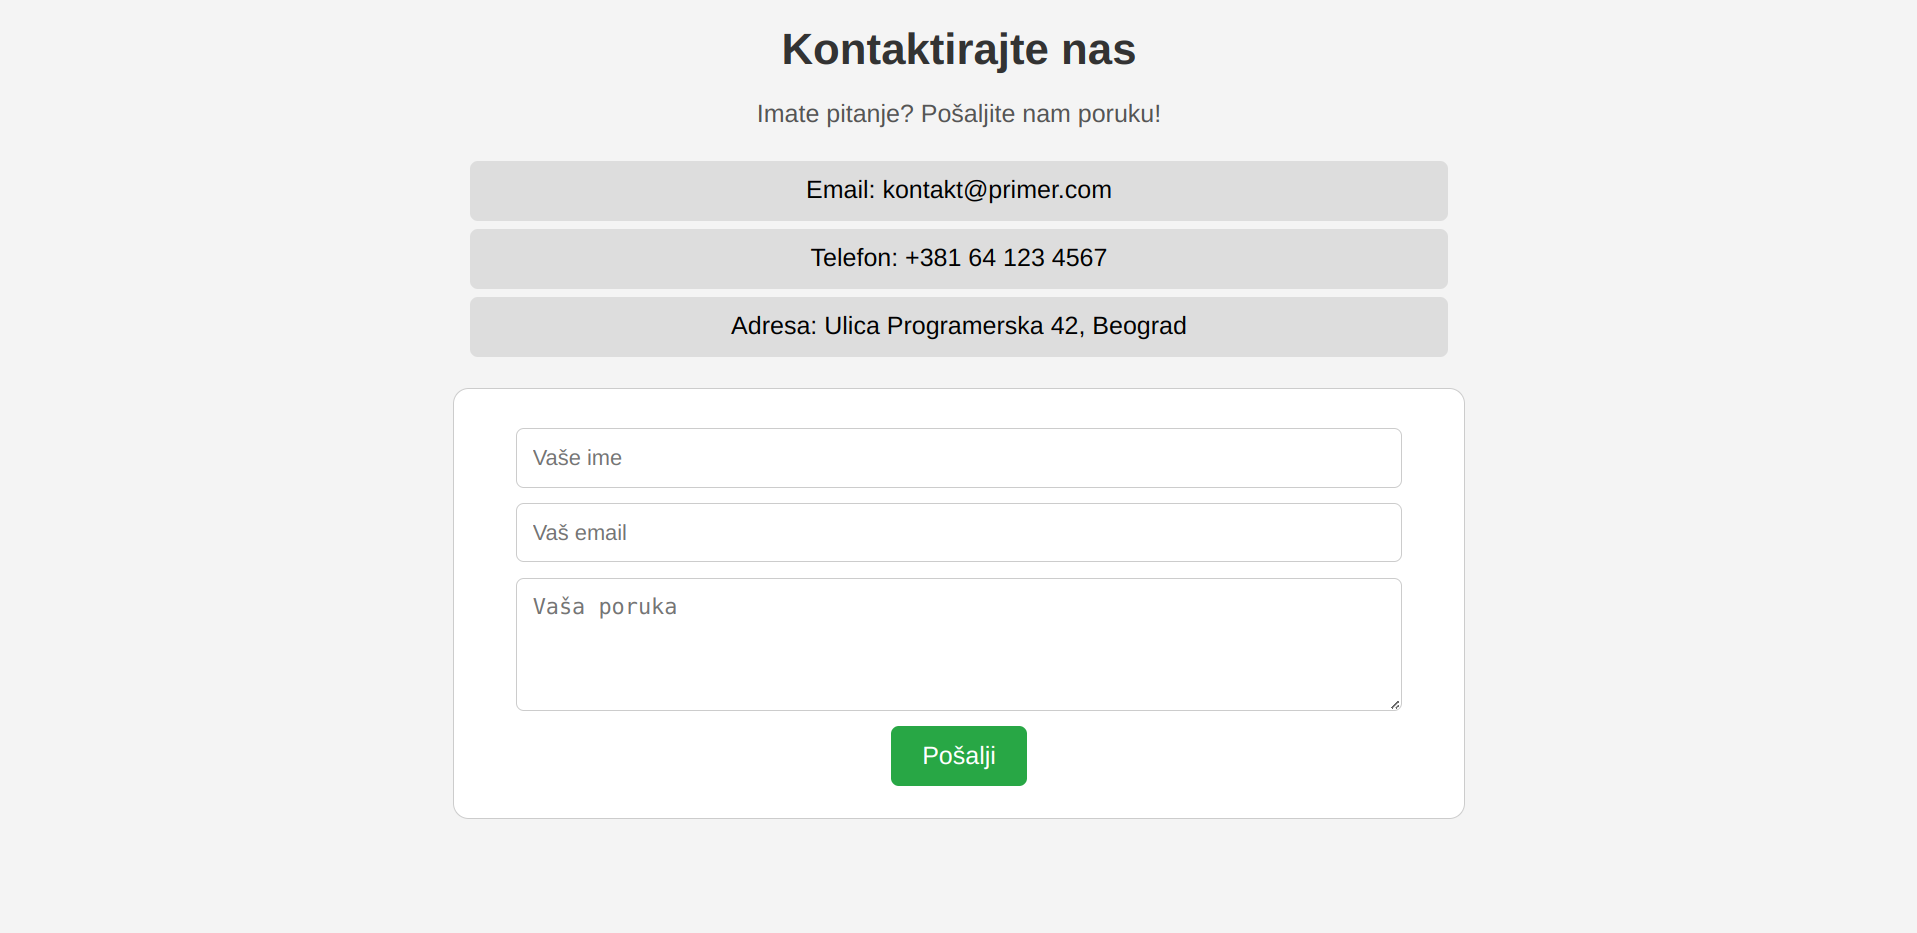 Kontaktirajte nas
Imate pitanje? Pošaljite nam poruku!
Email: kontakt@primer.com
Telefon: +381 64 123 4567
Adresa: Ulica Programerska 42, Beograd
Vaše ime
Vaš email
Vaša poruka
Pošalji